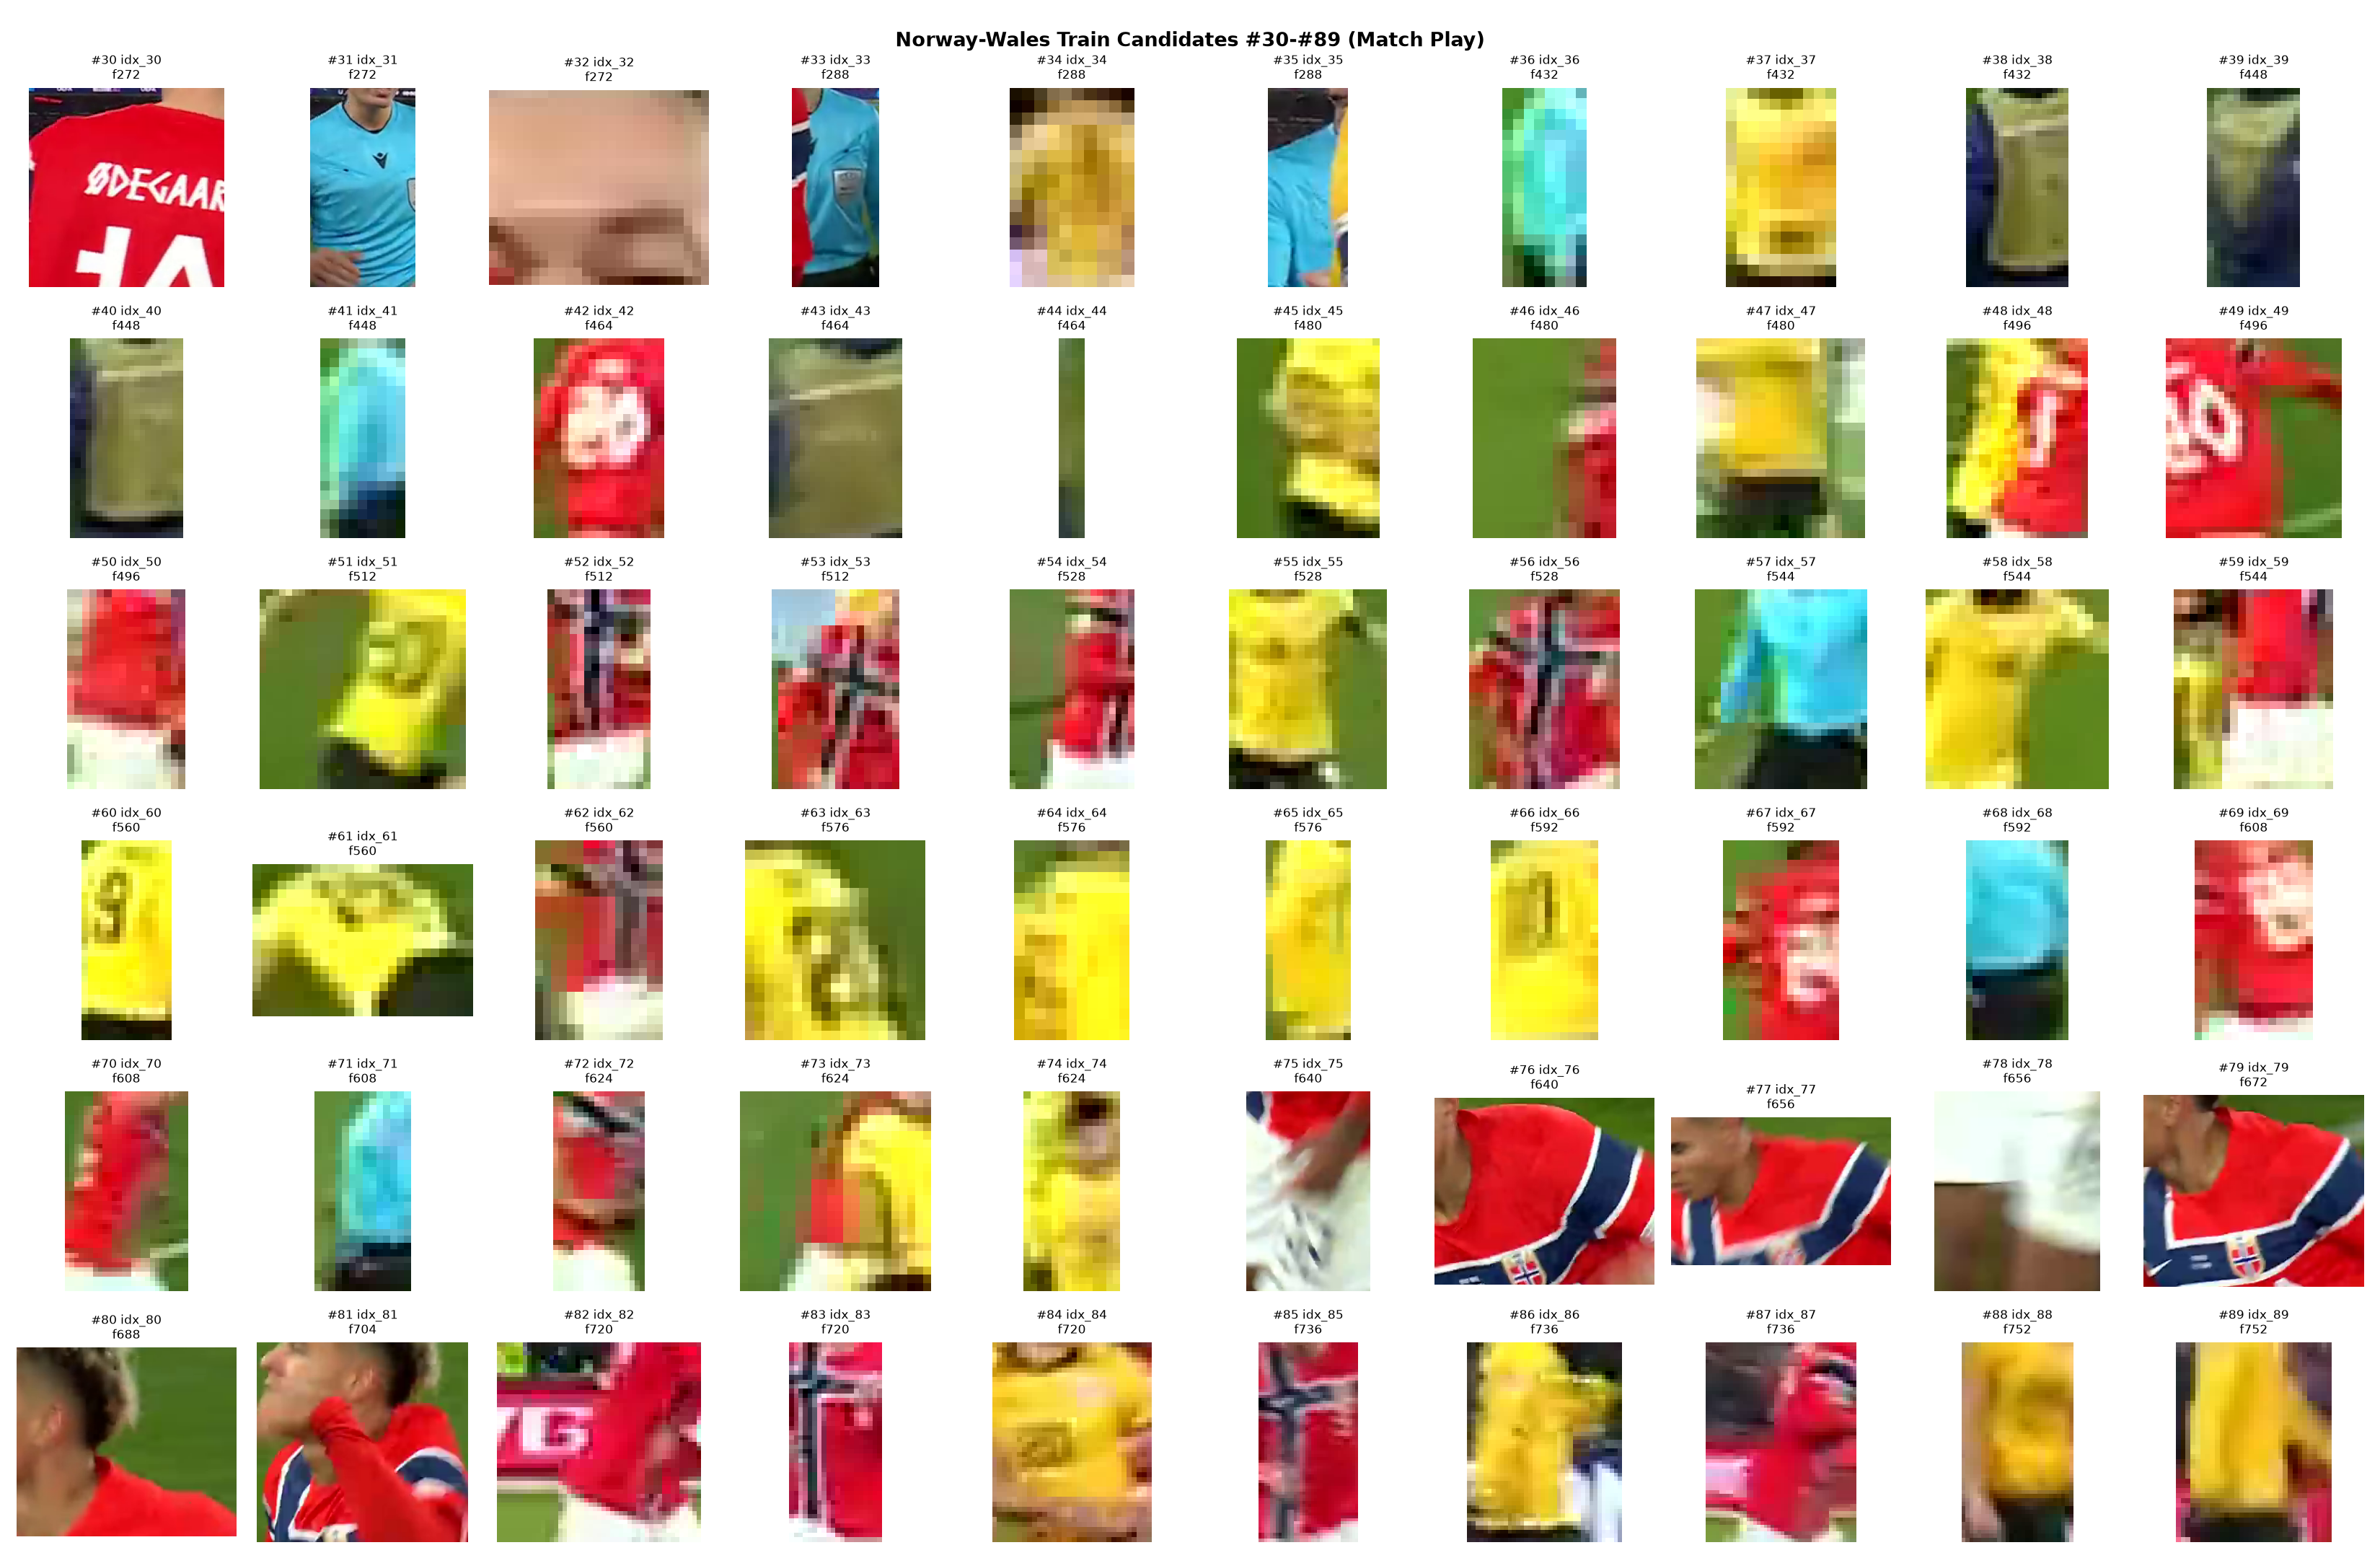 Norway-Wales Train Candidates #30-#89 (Match Play)
#30 idx_30
f272
#31 idx_31
f272
#32 idx_32
f272
#33 idx_33
f288
#34 idx_34
f288
#35 idx_35
f288
#36 idx_36
f432
#37 idx_37
f432
#38 idx_38
f432
#39 idx_39
f448
ØDEGAAR
#40 idx_40
f448
#41 idx_41
f448
#42 idx_42
f464
#43 idx_43
f464
#44 idx_44
f464
#45 idx_45
f480
#46 idx_46
f480
#47 idx_47
f480
#48 idx_48
f496
#49 idx_49
f496
#50 idx_50
f496
#51 idx_51
f512
#52 idx_52
f512
#53 idx_53
f512
#54 idx_54
f528
#55 idx_55
f528
#56 idx_56
f528
#57 idx_57
f544
#58 idx_58
f544
#59 idx_59
f544
#60 idx_60
f560
#61 idx_61
f560
#62 idx_62
f560
#63 idx_63
f576
#64 idx_64
f576
#65 idx_65
f576
#66 idx_66
f592
#67 idx_67
f592
#68 idx_68
f592
#69 idx_69
f608
9
#70 idx_70
f608
#71 idx_71
f608
#72 idx_72
f624
#73 idx_73
f624
#74 idx_74
f624
#75 idx_75
f640
#76 idx_76
f640
#77 idx_77
f656
#78 idx_78
f656
#79 idx_79
f672
#80 idx_80
f688
#81 idx_81
f704
#82 idx_82
f720
#83 idx_83
f720
#84 idx_84
f720
#85 idx_85
f736
#86 idx_86
f736
#87 idx_87
f736
#88 idx_88
f752
#89 idx_89
f752
VG